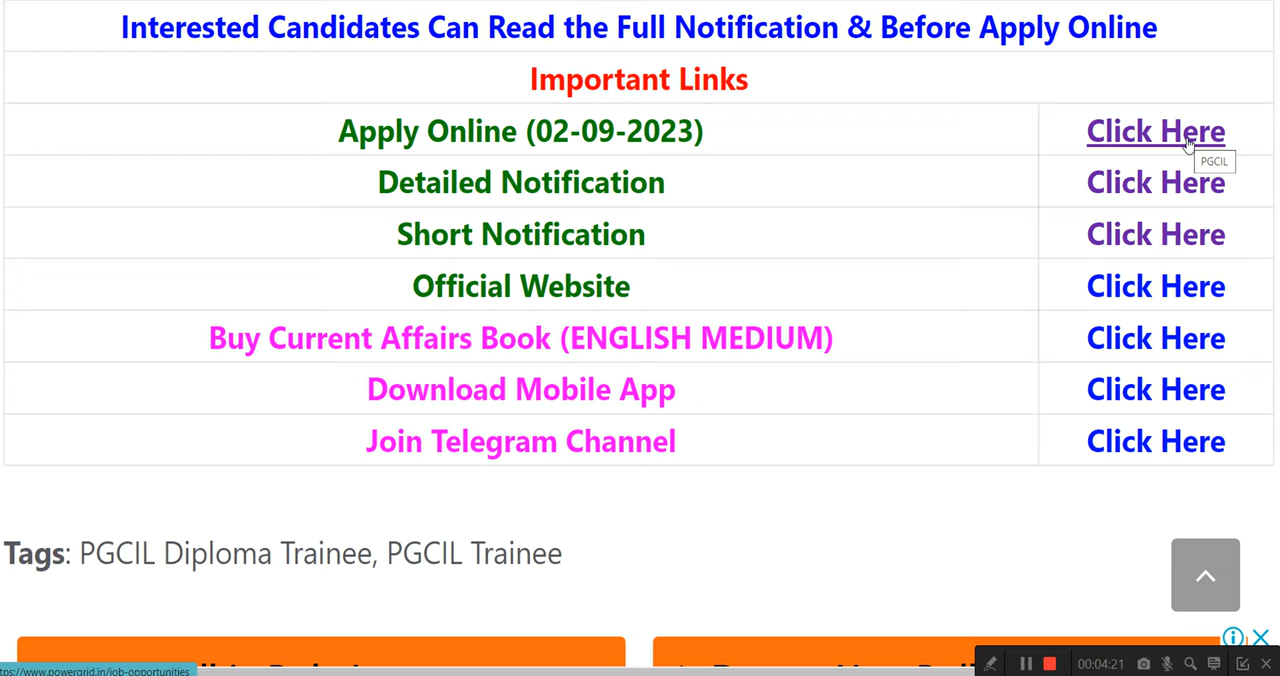 Interested Candidates Can Read the Full Notification & Before Apply Online
Important Links
Apply Online (02-09-2023) Click Here
PGCIL
Detailed Notification Click Here
Short Notification Click Here
Official Website Click Here
Buy Current Affairs Book (ENGLISH MEDIUM) Click Here
Download Mobile App Click Here
Join Telegram Channel Click Here
Tags: PGCIL Diploma Trainee, PGCIL Trainee
tps://www.powergrid.in/job-opportunities
00:04:21